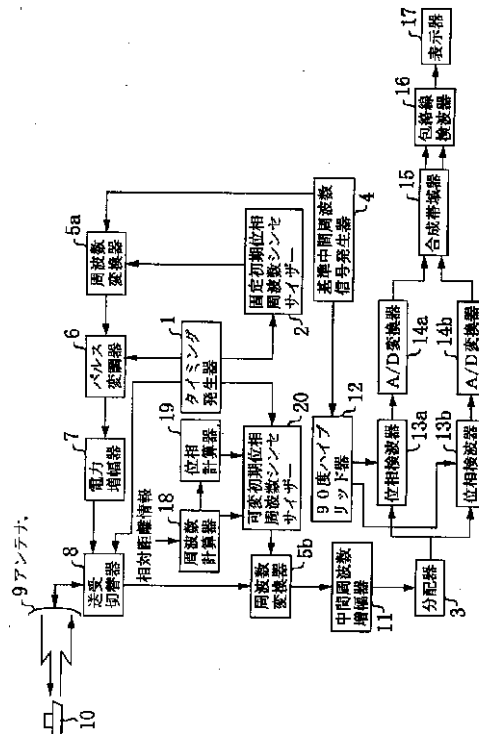 9 アンテナ
10
8
送受
切替器
7
電力
増幅器
6
パルス
変調器
5a
周波数
変換器
相対距離情報
18
周波数
計算器
19
位相
計算器
1
タイミング
発生器
固定初期位相
周波数シンセ
サイザー
2
20
可変初期位相
周波数シンセ
サイザー
基準中間周波数
信号発生器
4
周波数
変換器
5b
12
90度ハイブ
リッド器
中間周波数
増幅器
11
13a
位相検波器
14a
A/D変換器
15
合成帯域器
16
包絡線
検波器
17
表示器
分配器
3
13b
位相検波器
14b
A/D変換器